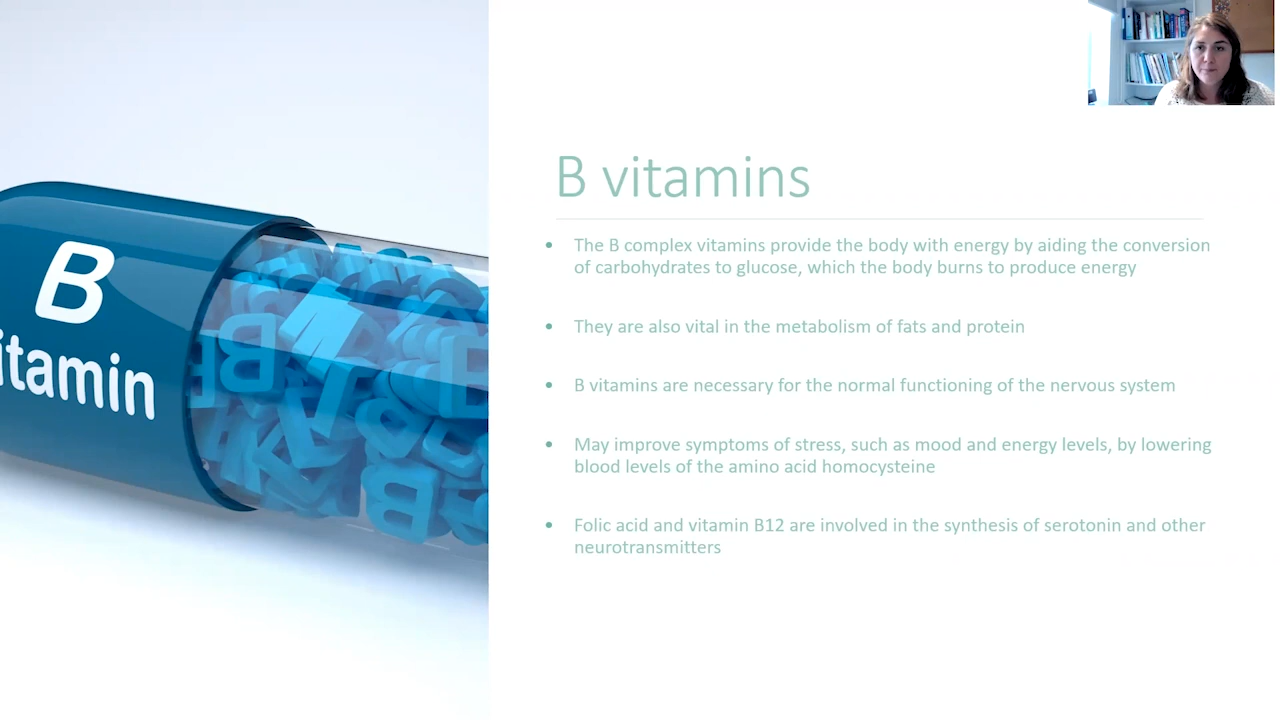 B vitamins
• The B complex vitamins provide the body with energy by aiding the conversion
of carbohydrates to glucose, which the body burns to produce energy
• They are also vital in the metabolism of fats and protein
• B vitamins are necessary for the normal functioning of the nervous system
• May improve symptoms of stress, such as mood and energy levels, by lowering
blood levels of the amino acid homocysteine
• Folic acid and vitamin B12 are involved in the synthesis of serotonin and other
neurotransmitters
B
itamin